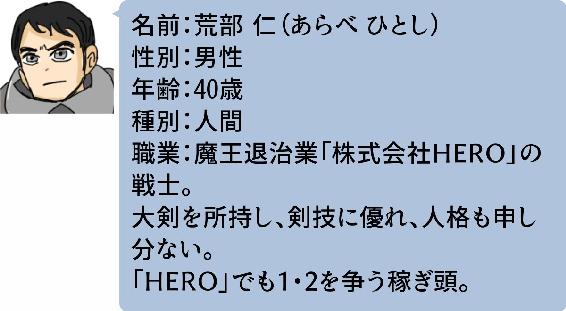 名前：荒部 仁（あらべ ひとし）
性別：男性
年齢：40歳
種別：人間
職業：魔王退治業「株式会社HERO」の
戦士。
大剣を所持し、剣技に優れ、人格も申し
分ない。
「HERO」でも1・2を争う稼ぎ頭。